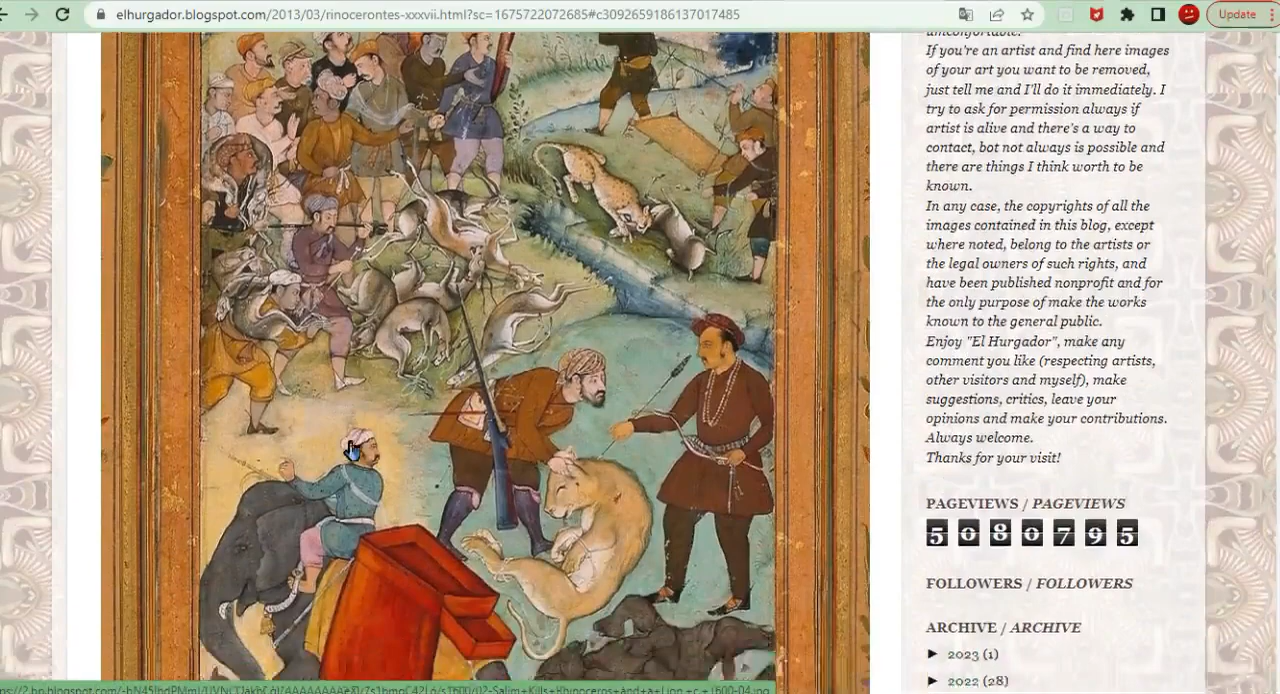 elhurgador.blogspot.com/2013/03/rinocerontes-xxxvii.html?sc=1675722072685#c3092659186137017485
Update
If you're an artist and find here images
of your art you want to be removed,
just tell me and I'll do it immediately. I
try to ask for permission always if
artist is alive and there's a way to
contact, but not always is possible and
there are things I think worth to be
known.
In any case, the copyrights of all the
images contained in this blog, except
where noted, belong to the artists or
the legal owners of such rights, and
have been published nonprofit and for
the only purpose of make the works
known to the general public.
Enjoy "El Hurgador", make any
comment you like (respecting artists,
other visitors and myself), make
suggestions, critics, leave your
opinions and make your contributions.
Always welcome.
Thanks for your visit!
PAGEVIEWS / PAGEVIEWS
5 0 8 0 7 9 5
FOLLOWERS / FOLLOWERS
ARCHIVE / ARCHIVE
► 2023 (1)
► 2022 (28)